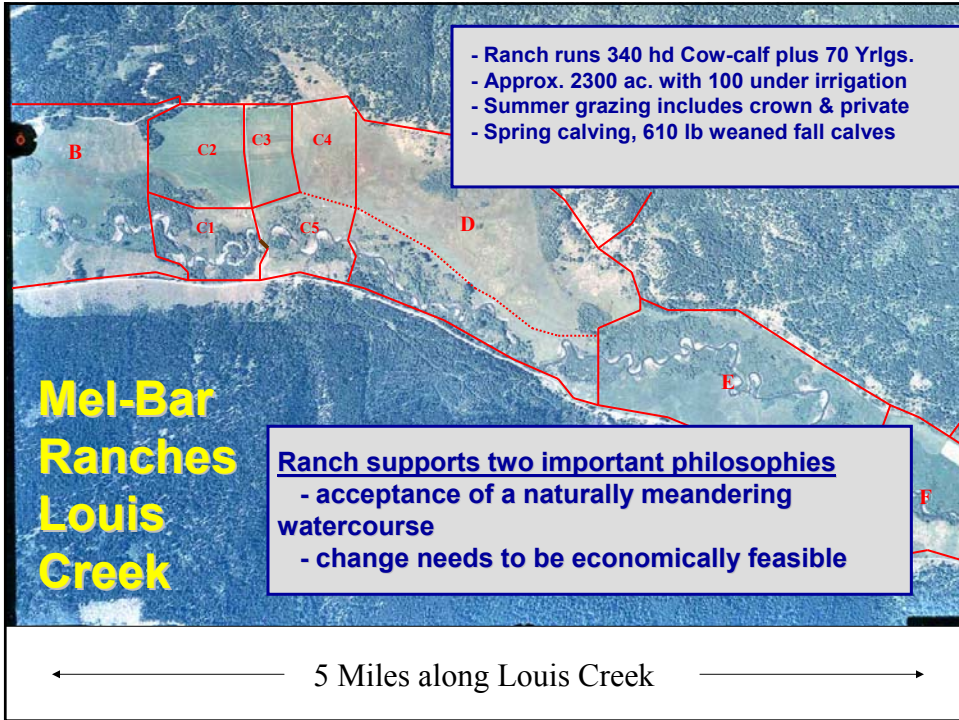 - Ranch runs 340 hd Cow-calf plus 70 Yrlgs.
- Approx. 2300 ac. with 100 under irrigation
- Summer grazing includes crown & private
- Spring calving, 610 lb weaned fall calves
B
C2
C3
C4
C1
C5
D
E
F
Mel-Bar
Ranches
Louis
Creek
Ranch supports two important philosophies
- acceptance of a naturally meandering
watercourse
- change needs to be economically feasible
5 Miles along Louis Creek